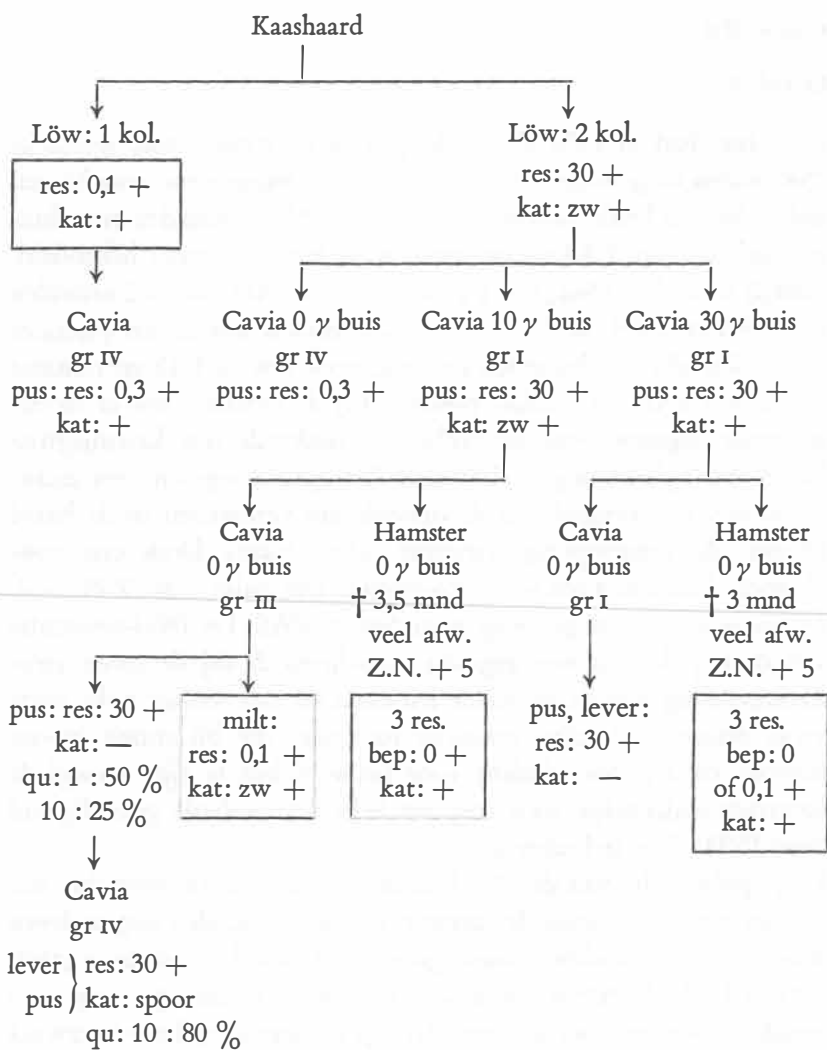 Kaashaard
Löw: 1 kol.
res: 0,1 +
kat: +
Cavia
gr IV
pus: res: 0,3 +
kat: +
Löw: 2 kol.
res: 30 +
kat: zw +
Cavia 0 γ buis
gr IV
pus: res: 0,3 +
Cavia 10 γ buis
gr I
pus: res: 30 +
kat: zw +
Cavia 30 γ buis
gr I
pus: res: 30 +
kat: +
Cavia
0 γ buis
gr III
Hamster
0 γ buis
† 3,5 mnd
veel afw.
Z.N. + 5
3 res.
bep: 0 +
kat: +
Cavia
0 γ buis
gr I
pus, lever:
res: 30 +
kat: —
Hamster
0 γ buis
† 3 mnd
veel afw.
Z.N. + 5
3 res.
bep: 0
of 0,1 +
kat: +
pus: res: 30 +
kat: —
qu: 3 : 50 %
10 : 25 %
milt:
res: 0,1 +
kat: zw +
Cavia
gr IV
lever } res: 30 +
pus } kat: spoor
qu: 10 : 80 %